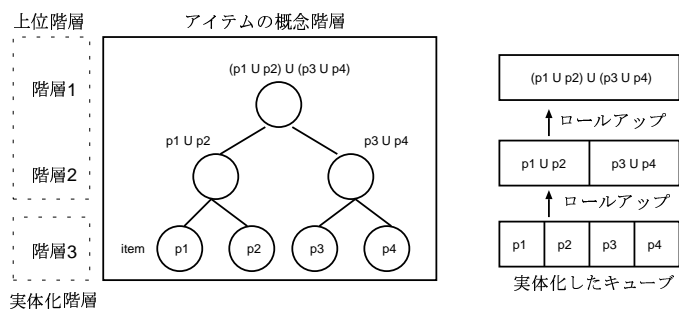 上位階層
アイテムの概念階層
階層1
(p1 U p2) U (p3 U p4)
p1 U p2
p3 U p4
階層2
階層3
item
p1
p2
p3
p4
実体化階層
(p1 U p2) U (p3 U p4)
ロールアップ
p1 U p2
p3 U p4
ロールアップ
p1
p2
p3
p4
実体化したキューブ